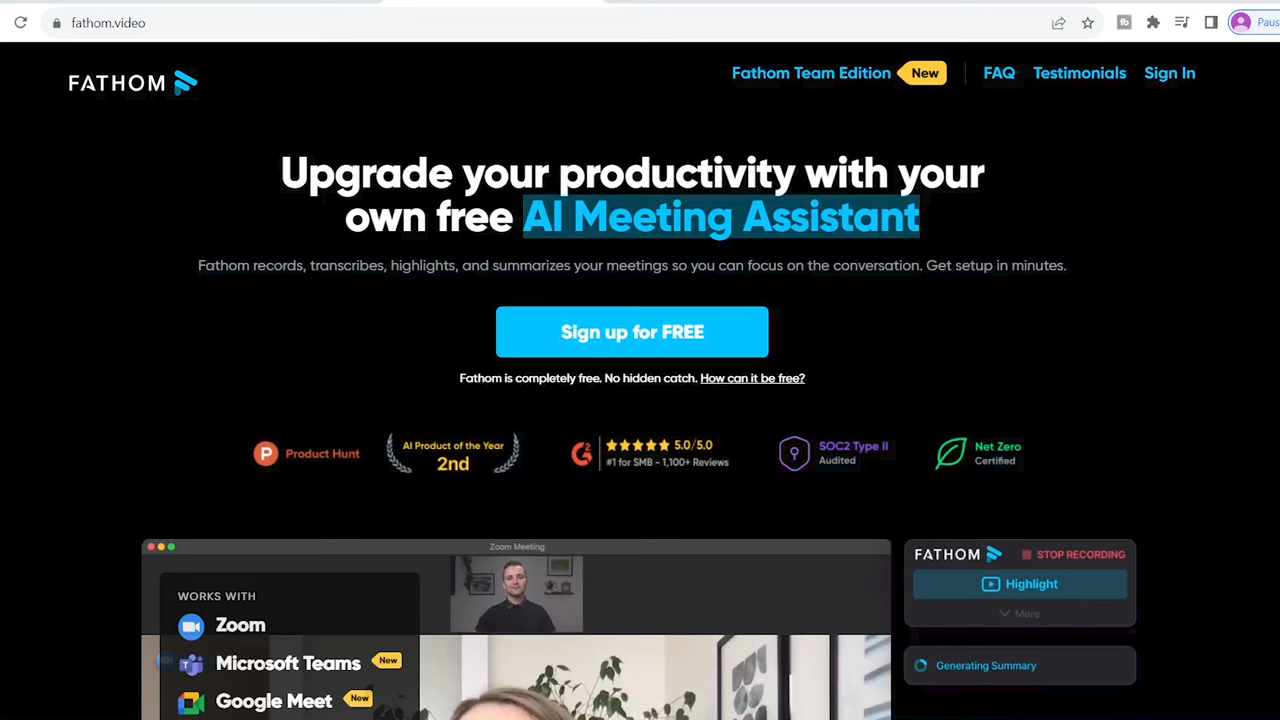 fathom.video
Paus
FATHOM
Fathom Team Edition New FAQ Testimonials Sign In
Upgrade your productivity with your
own free AI Meeting Assistant
Fathom records, transcribes, highlights, and summarizes your meetings so you can focus on the conversation. Get setup in minutes.
Sign up for FREE
Fathom is completely free. No hidden catch. How can it be free?
P Product Hunt
AI Product of the Year
2nd
G2 5.0/5.0
#1 for SMB - 1,100+ Reviews
SOC2 Type II
Audited
Net Zero
Certified
Zoom Meeting
WORKS WITH
Zoom
Microsoft Teams New
Google Meet New
FATHOM STOP RECORDING
Highlight
More
Generating Summary